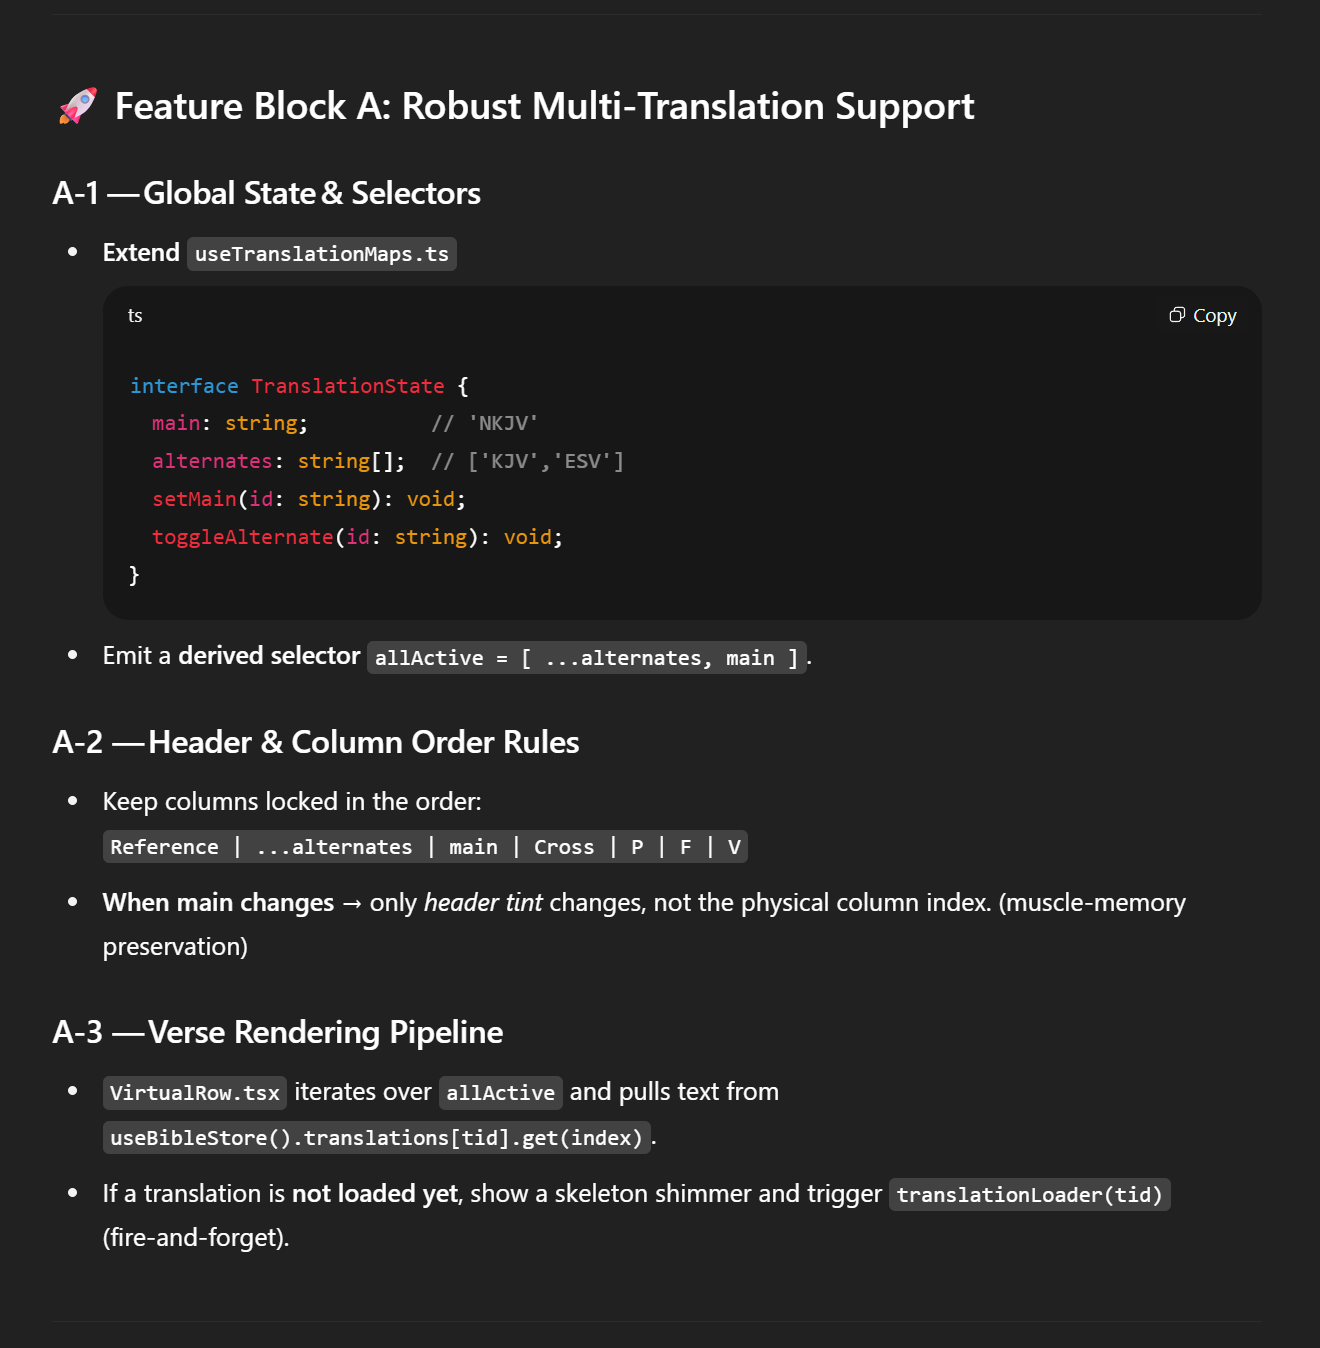 🚀 Feature Block A: Robust Multi-Translation Support
A-1 — Global State & Selectors
• Extend useTranslationMaps.ts
ts
Copy
interface TranslationState {
  main: string;          // 'NKJV'
  alternates: string[];  // ['KJV','ESV']
  setMain(id: string): void;
  toggleAlternate(id: string): void;
}
• Emit a derived selector allActive = [ ...alternates, main ].
A-2 — Header & Column Order Rules
• Keep columns locked in the order:
Reference | ...alternates | main | Cross | P | F | V
• When main changes → only header tint changes, not the physical column index. (muscle-memory
preservation)
A-3 — Verse Rendering Pipeline
• VirtualRow.tsx iterates over allActive and pulls text from
useBibleStore().translations[tid].get(index).
• If a translation is not loaded yet, show a skeleton shimmer and trigger translationLoader(tid)
(fire-and-forget).